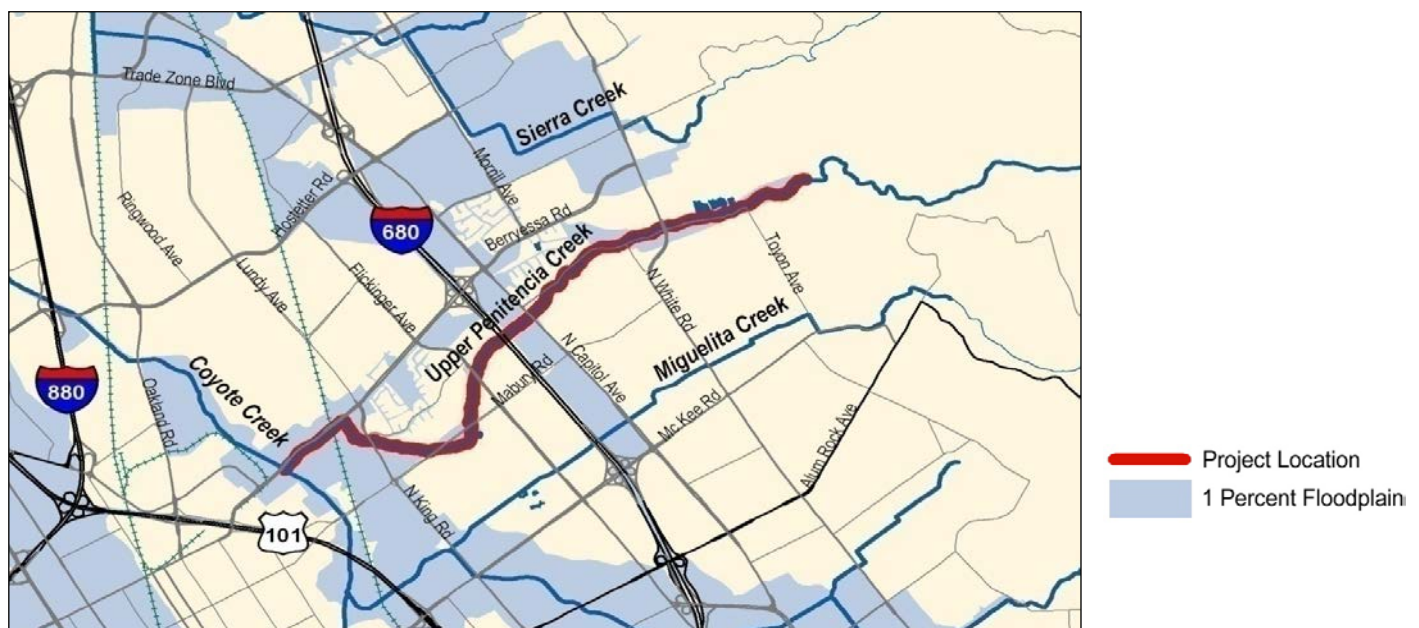 Trade Zone Blvd
Sierra Creek
Morrill Ave
Ringwood Ave
Hostetter Rd
680
Berryessa Rd
Lundy Ave
Flickinger Ave
Upper Penitencia Creek
N White Rd
Toyon Ave
Miguelita Creek
N Capitol Ave
Mabury Rd
Mc Kee Rd
Coyote Creek
880
Oakland Rd
Alum Rock Ave
N King Rd
101
Project Location
1 Percent Floodplain